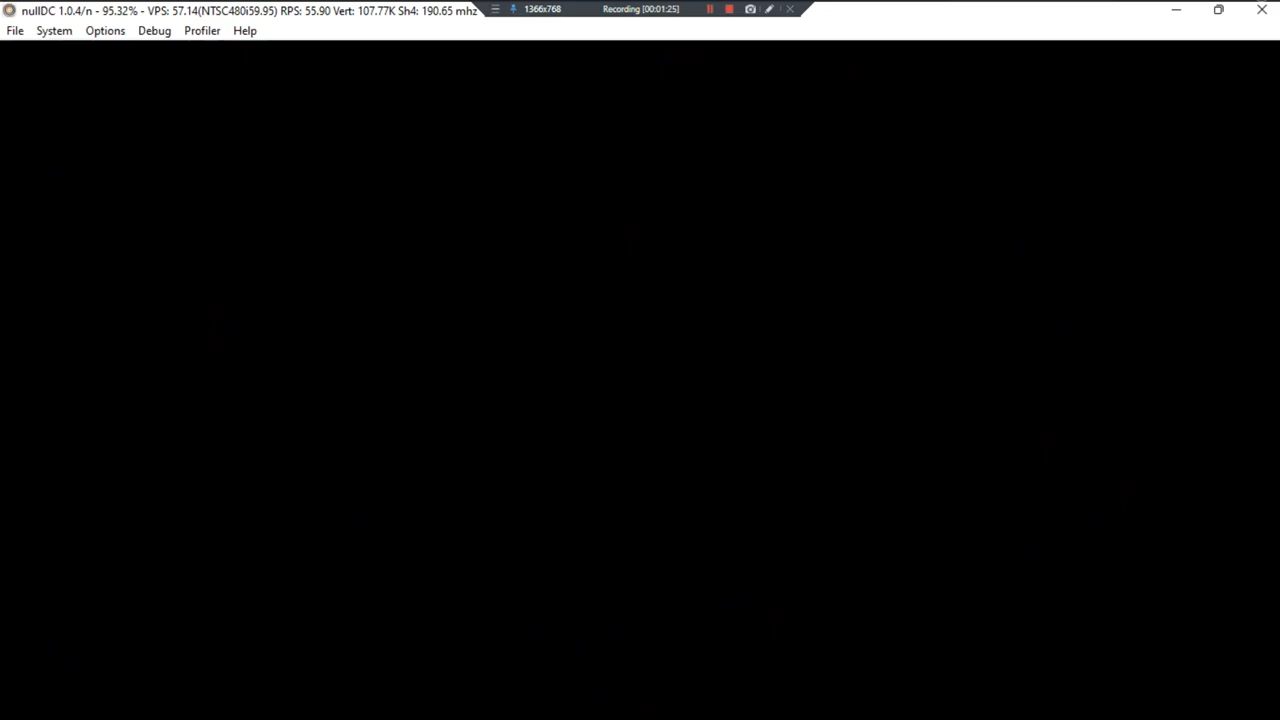 nullDC 1.0.4/n - 95.32% - VPS: 57.14(NTSC480i59.95) RPS: 55.90 Vert: 107.77K Sh4: 190.65 mhz
1366x768
Recording [00:01:25]
File System Options Debug Profiler Help